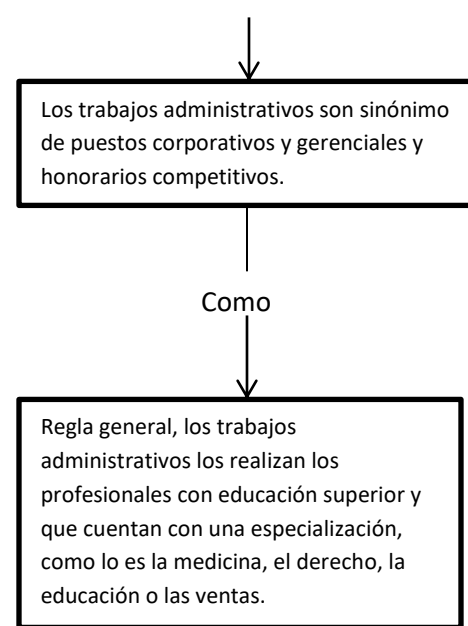 Los trabajos administrativos son sinónimo
de puestos corporativos y gerenciales y
honorarios competitivos.
Como
Regla general, los trabajos
administrativos los realizan los
profesionales con educación superior y
que cuentan con una especialización,
como lo es la medicina, el derecho, la
educación o las ventas.